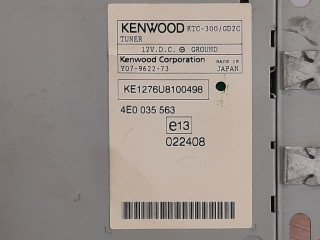 KENWOOD KTC-300/GD2C
TUNER
12V.D.C. ⊖ GROUND
Kenwood Corporation MADE IN
Y07-9622-73 JAPAN
KE1276U8100498
4E0 035 563
e13
022408